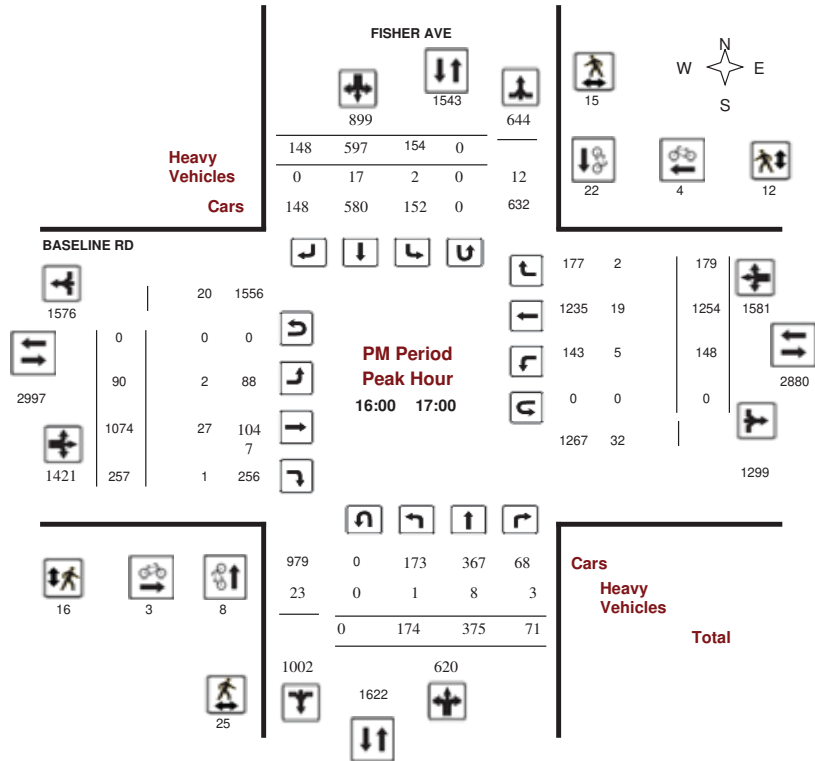 FISHER AVE
N
W E
S
1543
15
899 644
148 597 154 0
Heavy
Vehicles
0 17 2 0 12
22 4 12
Cars 148 580 152 0 632
BASELINE RD
177 2 179
1576 20 1556
1235 19 1254 1581
0 0 0
PM Period
Peak Hour
143 5 148
2997 90 2 88
2880
16:00 17:00
0 0 0
1074 27 104
7
1267 32
1421 257 1 256
1299
979 0 173 367 68 Cars
23 0 1 8 3 Heavy
Vehicles
16 3 8
0 174 375 71 Total
1002 620
1622
25